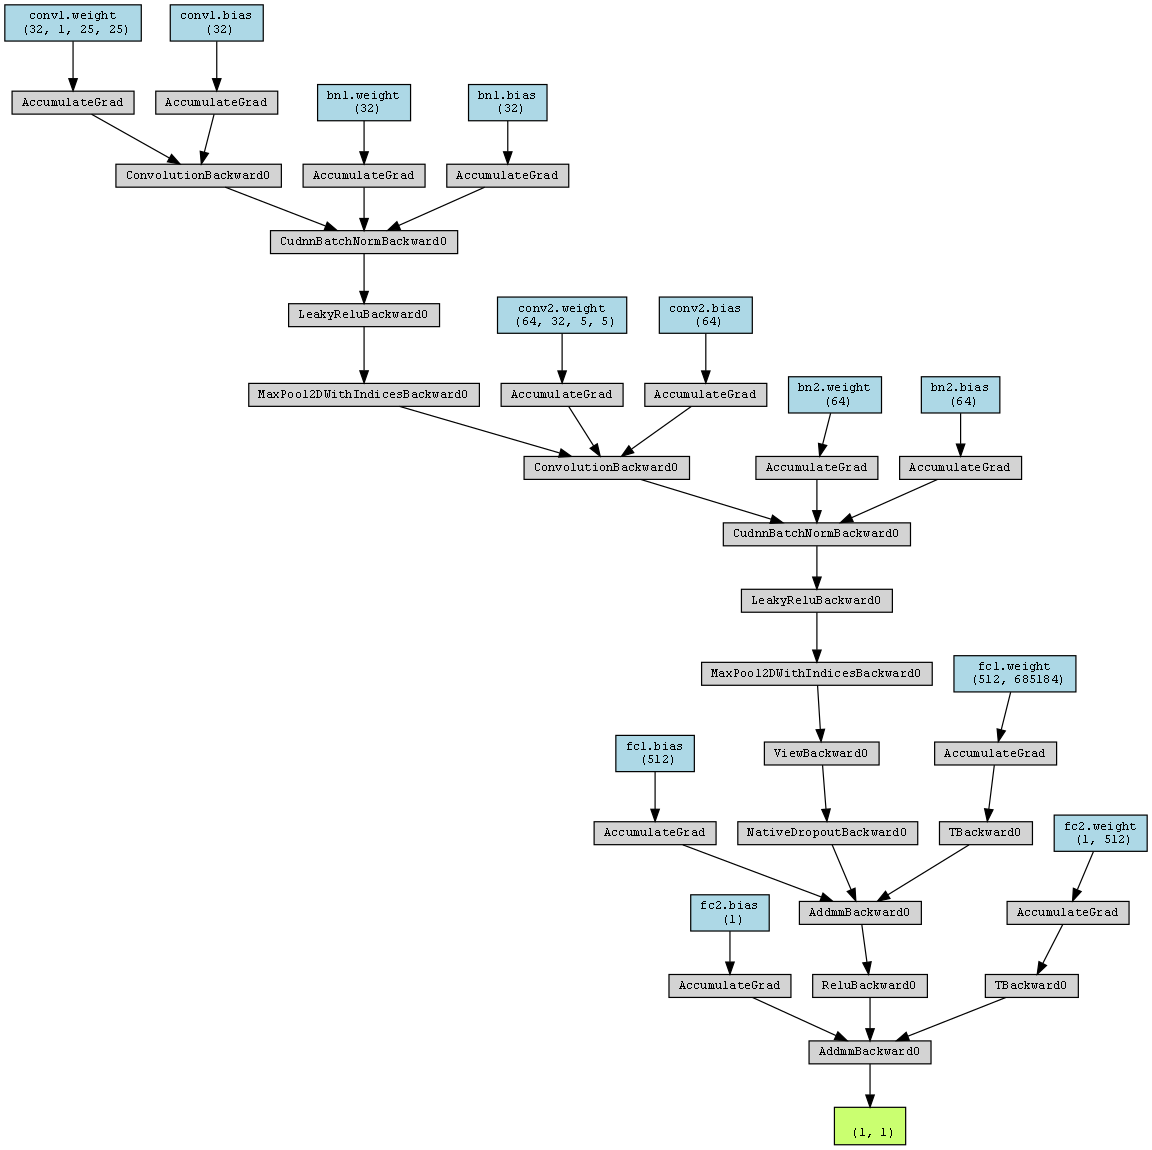 conv1.weight
(32, 1, 25, 25)
conv1.bias
(32)
AccumulateGrad
AccumulateGrad
bn1.weight
(32)
bn1.bias
(32)
ConvolutionBackward0
AccumulateGrad
AccumulateGrad
CudnnBatchNormBackward0
LeakyReluBackward0
conv2.weight
(64, 32, 5, 5)
conv2.bias
(64)
MaxPool2DWithIndicesBackward0
AccumulateGrad
AccumulateGrad
bn2.weight
(64)
bn2.bias
(64)
ConvolutionBackward0
AccumulateGrad
AccumulateGrad
CudnnBatchNormBackward0
LeakyReluBackward0
MaxPool2DWithIndicesBackward0
fc1.weight
(512, 685184)
fc1.bias
(512)
ViewBackward0
AccumulateGrad
AccumulateGrad
NativeDropoutBackward0
TBackward0
fc2.weight
(1, 512)
fc2.bias
(1)
AddmmBackward0
AccumulateGrad
AccumulateGrad
ReluBackward0
TBackward0
AddmmBackward0
(1, 1)